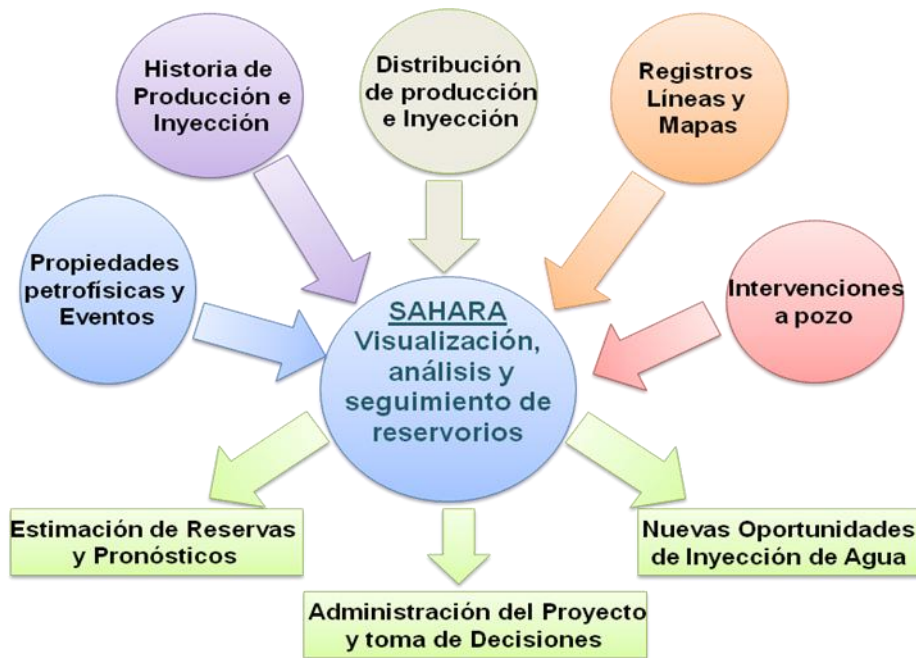 Historia de
Producción e
Inyección
Distribución
de producción
e Inyección
Registros
Líneas y
Mapas
Propiedades
petrofísicas y
Eventos
Intervenciones
a pozo
SAHARA
Visualización,
análisis y
seguimiento de
reservorios
Estimación de Reservas
y Pronósticos
Nuevas Oportunidades
de Inyección de Agua
Administración del Proyecto
y toma de Decisiones